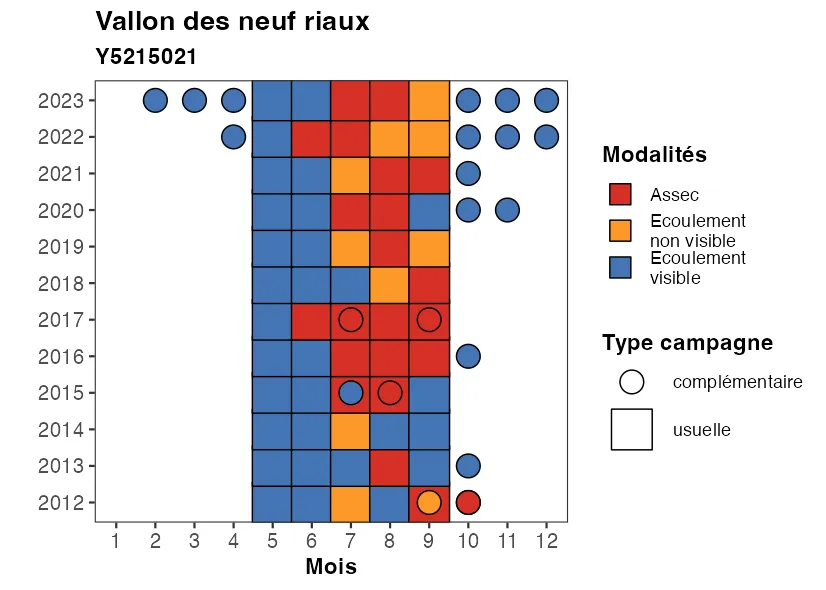 Vallon des neuf riaux
Y5215021
2023
2022
2021
2020
2019
2018
2017
2016
2015
2014
2013
2012
1 2 3 4 5 6 7 8 9 10 11 12
Mois
Modalités
Assec
Ecoulement
non visible
Ecoulement
visible
Type campagne
complémentaire
usuelle